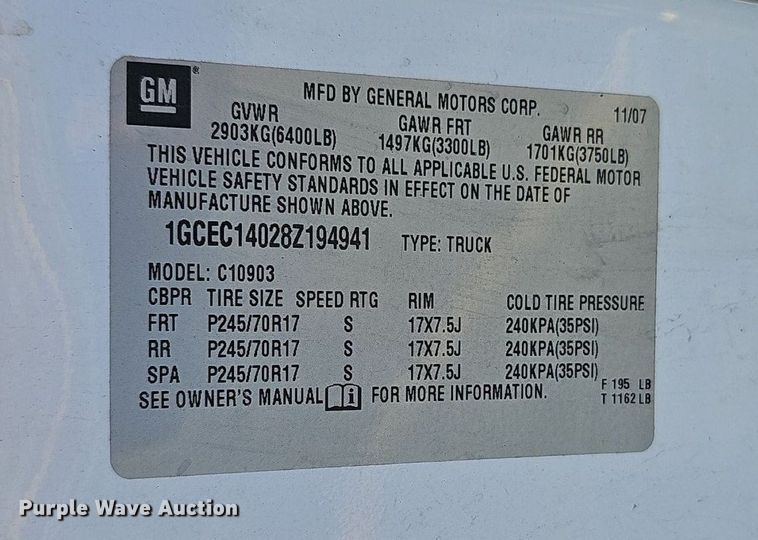 GM®
MFD BY GENERAL MOTORS CORP. 11/07
GVWR GAWR FRT GAWR RR
2903KG(6400LB) 1497KG(3300LB) 1701KG(3750LB)
THIS VEHICLE CONFORMS TO ALL APPLICABLE U.S. FEDERAL MOTOR
VEHICLE SAFETY STANDARDS IN EFFECT ON THE DATE OF
MANUFACTURE SHOWN ABOVE.
1GCEC14028Z194941 TYPE: TRUCK
MODEL: C10903
CBPR TIRE SIZE SPEED RTG RIM COLD TIRE PRESSURE
FRT P245/70R17 S 17X7.5J 240KPA(35PSI)
RR P245/70R17 S 17X7.5J 240KPA(35PSI)
SPA P245/70R17 S 17X7.5J 240KPA(35PSI)
F 195 LB
SEE OWNER'S MANUAL i FOR MORE INFORMATION. T 1162 LB
Purple Wave Auction